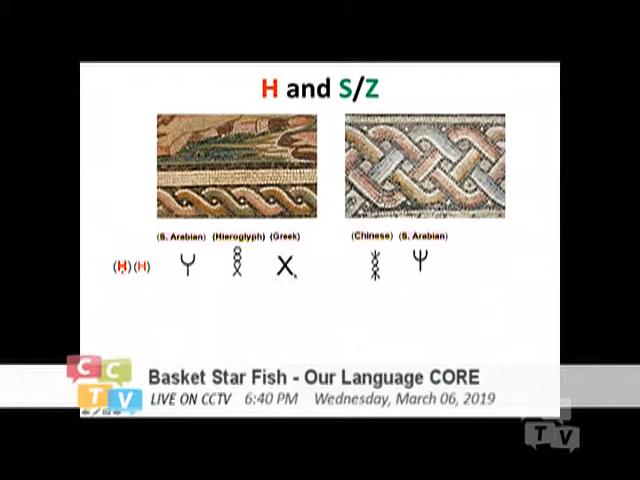 H and S/Z
(S. Arabian) (Hieroglyph) (Greek)
(Chinese) (S. Arabian)
(Ḥ) (H)
X
Ψ
CCTV
Basket Star Fish - Our Language CORE
LIVE ON CCTV 6:40 PM Wednesday, March 06, 2019
TV